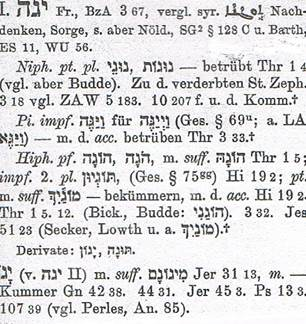 I. יגה Fr., BzA 3 67, vergl. syr. Nach-
denken, Sorge, s. aber Nöld., SG² § 128 C u. Barth,
ES 11, WU 56.
Niph. pt. pl. נוּגוֹת, נוּגֵי — betrübt Thr 1 4
(vgl. aber Budde). Zu d. verderbten St. Zeph.
3 18 vgl. ZAW 5 183. 10 207 f. u. d. Komm.†
Pi. impf. וַיַּגֶּה für וַיְיַגֶּה (Ges. § 69u; a. LA
) — m. d. acc. betrüben Thr 3 33.†
Hiph. pf. הוֹגָה, הֹגָה, m. suff. הוֹגָהּ Thr 1 5;
impf. 2. pl. תּוֹגְיוּן, (Ges. § 75gg) Hi 19 2; pt.
m. suff. מוֹגַיִךְ — bekümmern, m. d. acc. Hi 19 2.
Thr 1 5. 12. (Bick., Budde: הוֹגַנִי). 3 32. Jes
51 23 (Secker, Lowth u. a. מוֹנַיִךְ).†
Derivate: תּוּגָה, יָגוֹן.
(v. יגה II) m. suff. מִיגוֹנָם Jer 31 13, m. —
Kummer Gn 42 38. 44 31. Jer 45 3. Ps 13 3.
107 39 (vgl. Perles, An. 85).